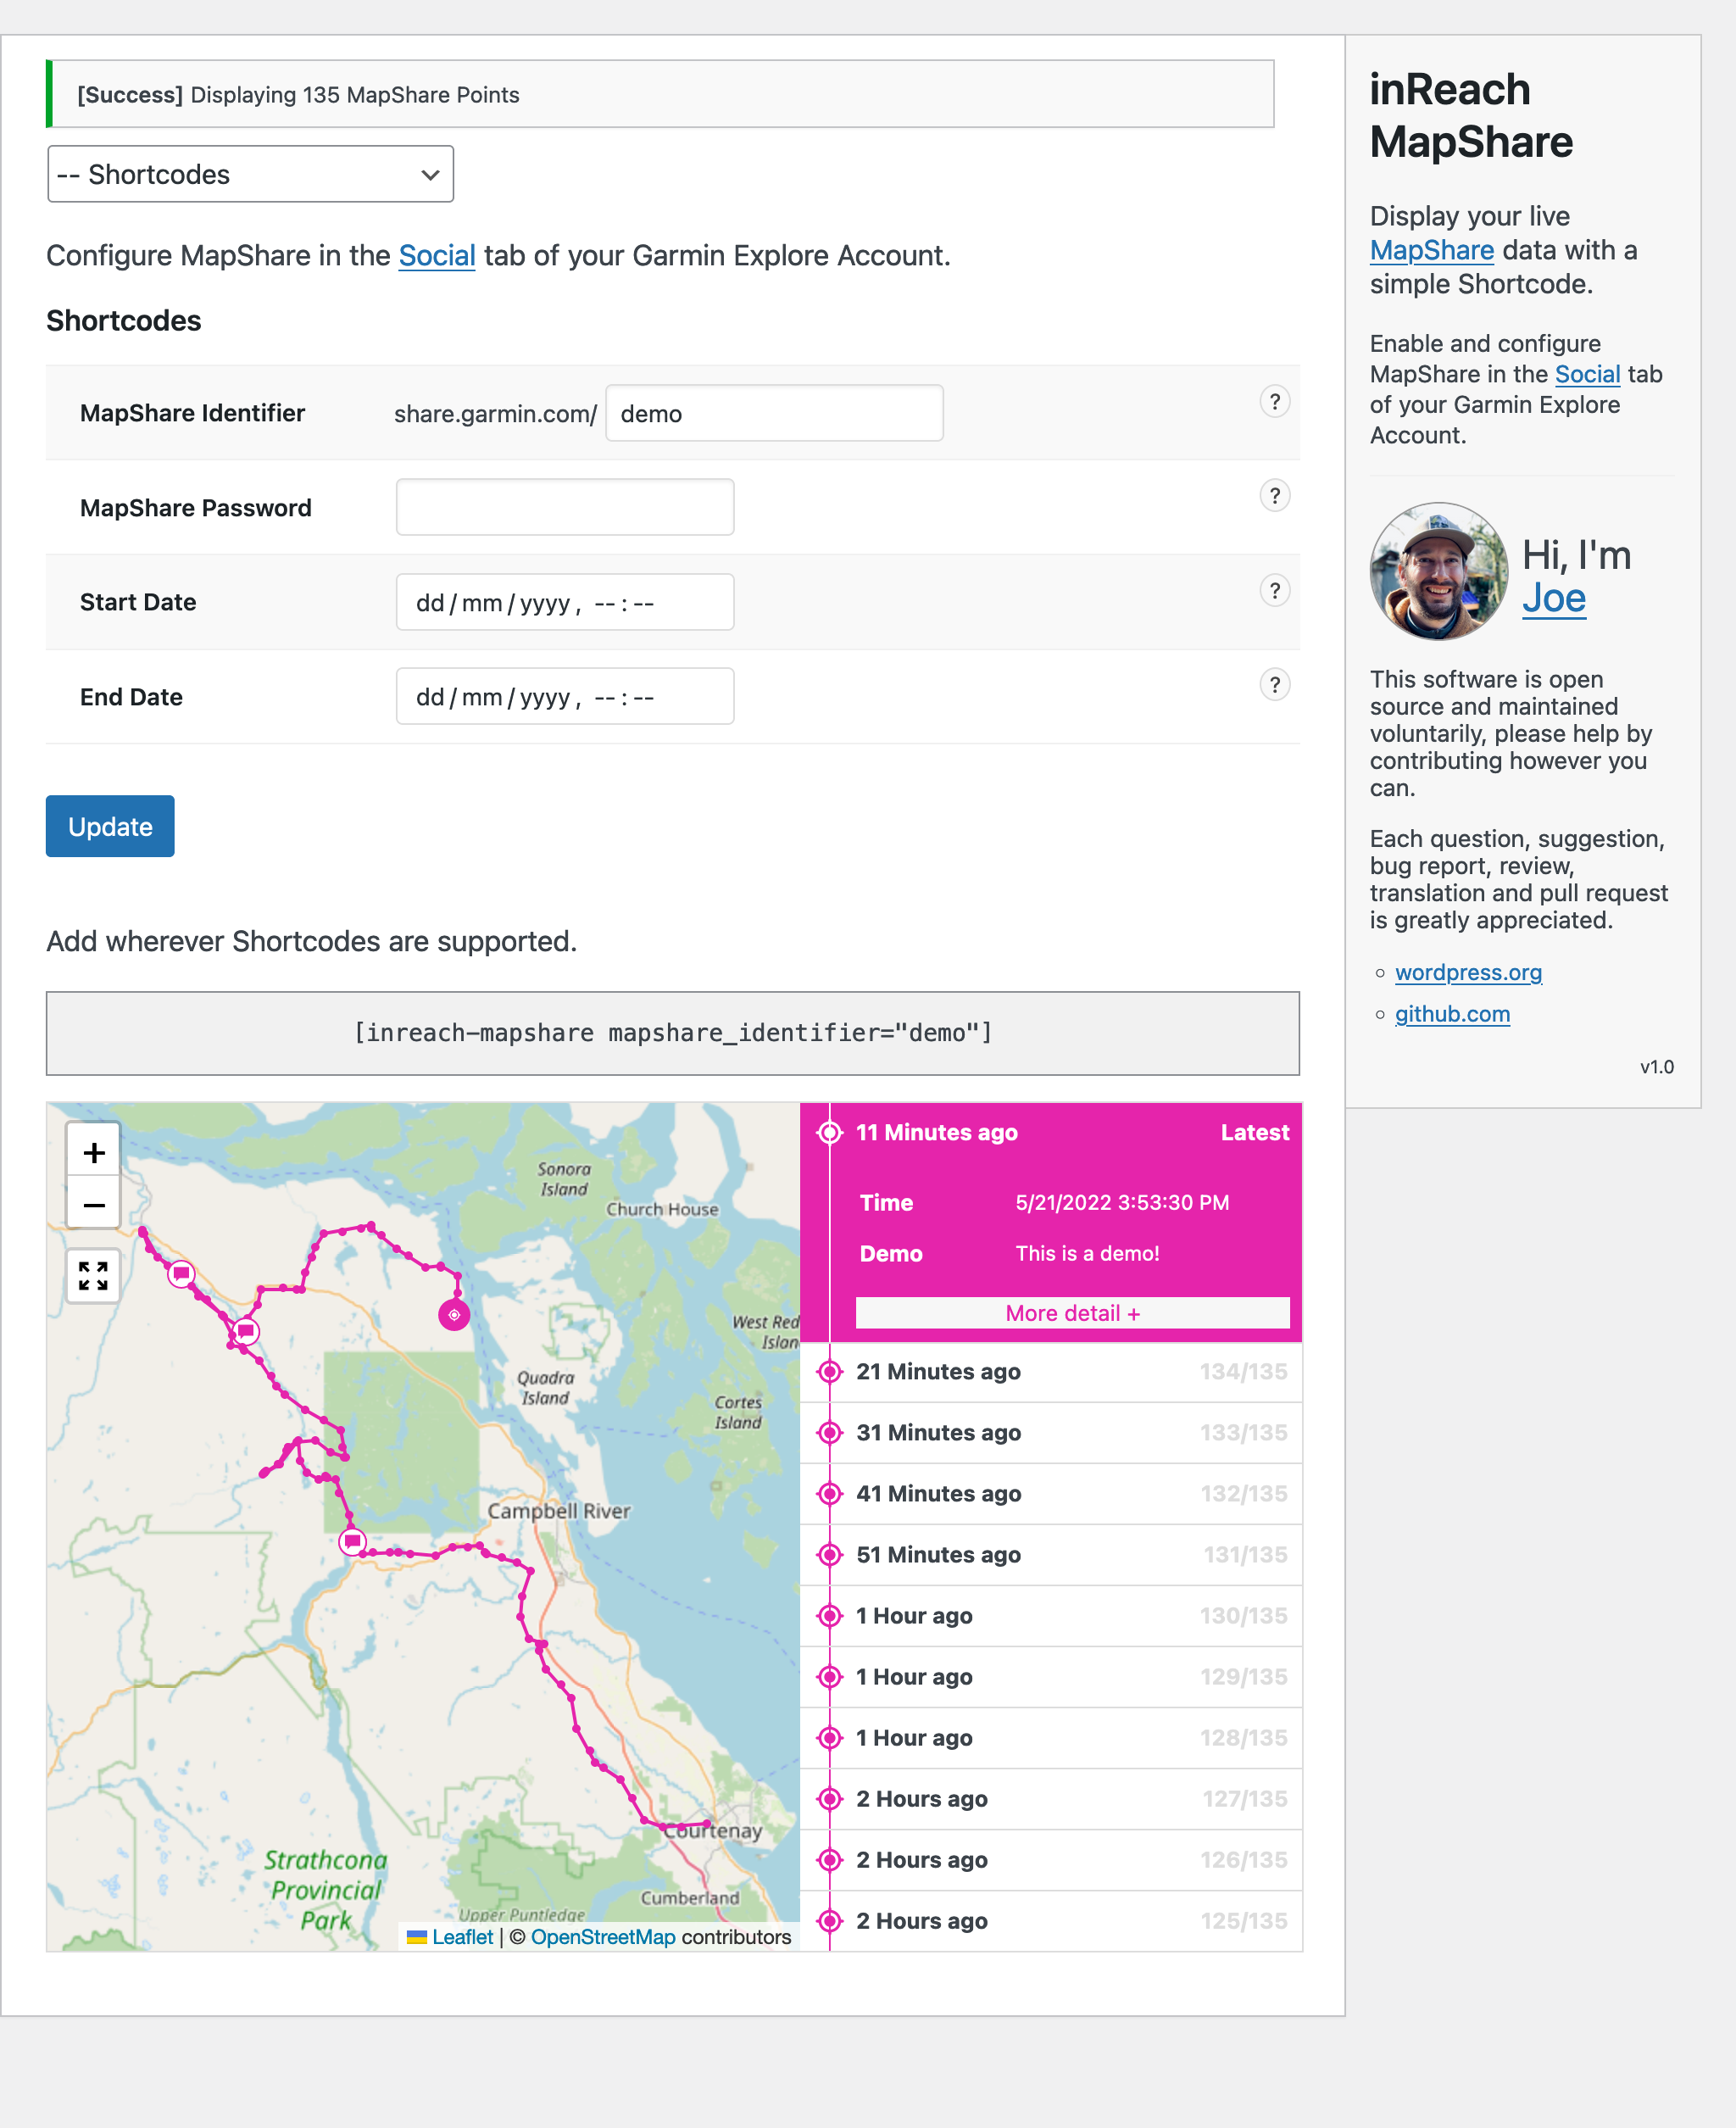 [Success] Displaying 135 MapShare Points
-- Shortcodes
Configure MapShare in the Social tab of your Garmin Explore Account.
Shortcodes
MapShare Identifier share.garmin.com/ demo ?
MapShare Password ?
Start Date dd/mm/yyyy, --:-- ?
End Date dd/mm/yyyy, --:-- ?
Update
Add wherever Shortcodes are supported.
[inreach-mapshare mapshare_identifier="demo"]
+
−
Sonora
Island
Church House
West Red
Islan
Quadra
Island
Cortes
Island
Campbell River
Courtenay
Strathcona
Provincial
Park
Cumberland
Upper Puntledge
Leaflet | © OpenStreetMap contributors
11 Minutes ago Latest
Time 5/21/2022 3:53:30 PM
Demo This is a demo!
More detail +
21 Minutes ago 134/135
31 Minutes ago 133/135
41 Minutes ago 132/135
51 Minutes ago 131/135
1 Hour ago 130/135
1 Hour ago 129/135
1 Hour ago 128/135
2 Hours ago 127/135
2 Hours ago 126/135
2 Hours ago 125/135
inReach
MapShare
Display your live
MapShare data with a
simple Shortcode.
Enable and configure
MapShare in the Social tab
of your Garmin Explore
Account.
Hi, I'm
Joe
This software is open
source and maintained
voluntarily, please help by
contributing however you
can.
Each question, suggestion,
bug report, review,
translation and pull request
is greatly appreciated.
wordpress.org
github.com
v1.0